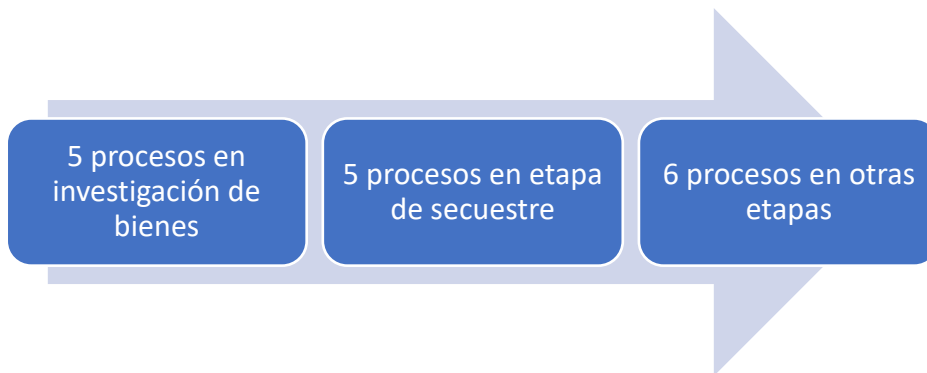 5 procesos en
investigación de
bienes
5 procesos en etapa
de secuestre
6 procesos en otras
etapas